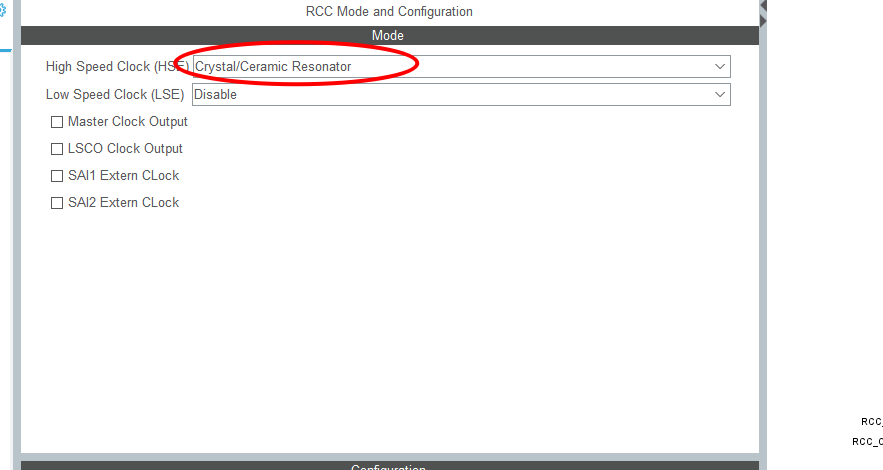 RCC Mode and Configuration
Mode
High Speed Clock (HSE) Crystal/Ceramic Resonator
Low Speed Clock (LSE) Disable
Master Clock Output
LSCO Clock Output
SAI1 Extern CLock
SAI2 Extern CLock
RCC_
RCC_O
Configuration